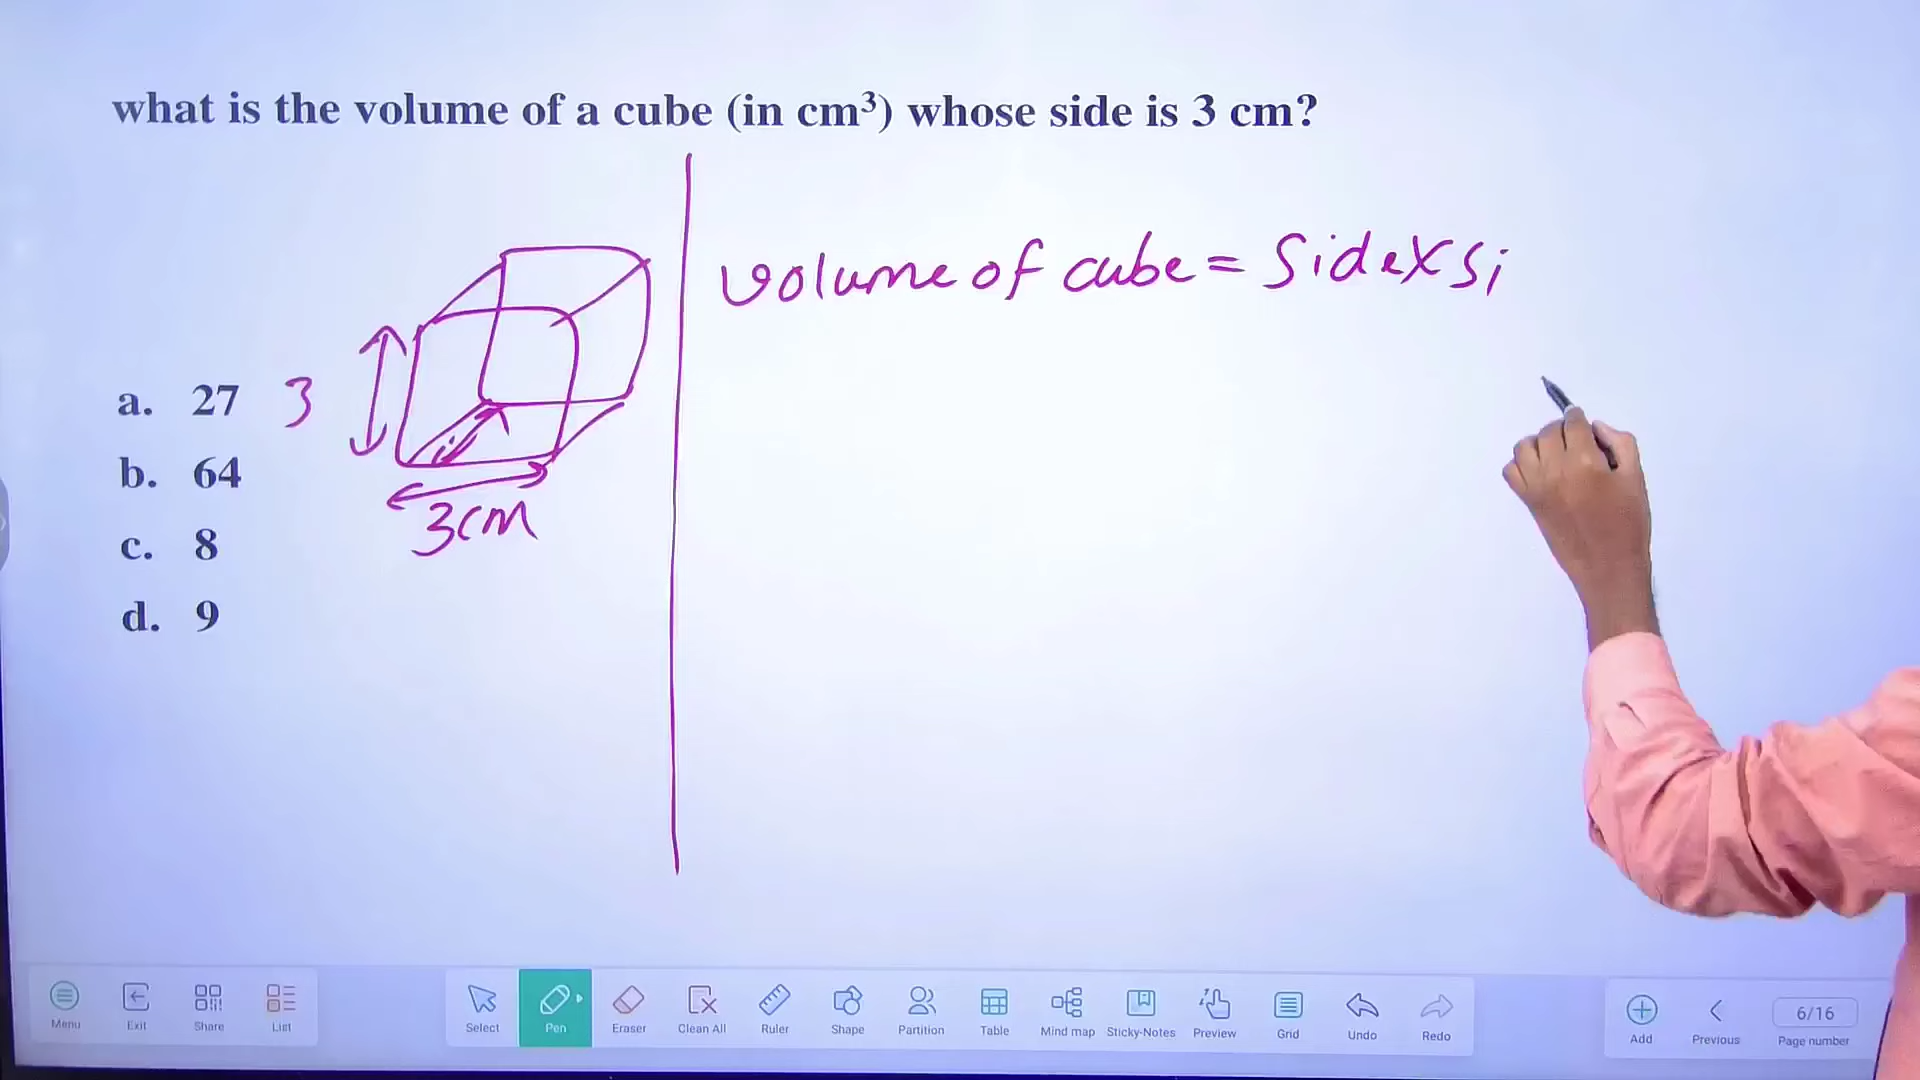 what is the volume of a cube (in cm³) whose side is 3 cm?
volume of cube = Side X Si
a. 27
3
b. 64
c. 8
3cm
d. 9
Menu
Exit
Share
List
Select
Pen
Eraser
Clean All
Ruler
Shape
Partition
Table
Mind map
Sticky-Notes
Preview
Grid
Undo
Redo
Add
Previous
6/16
Page number